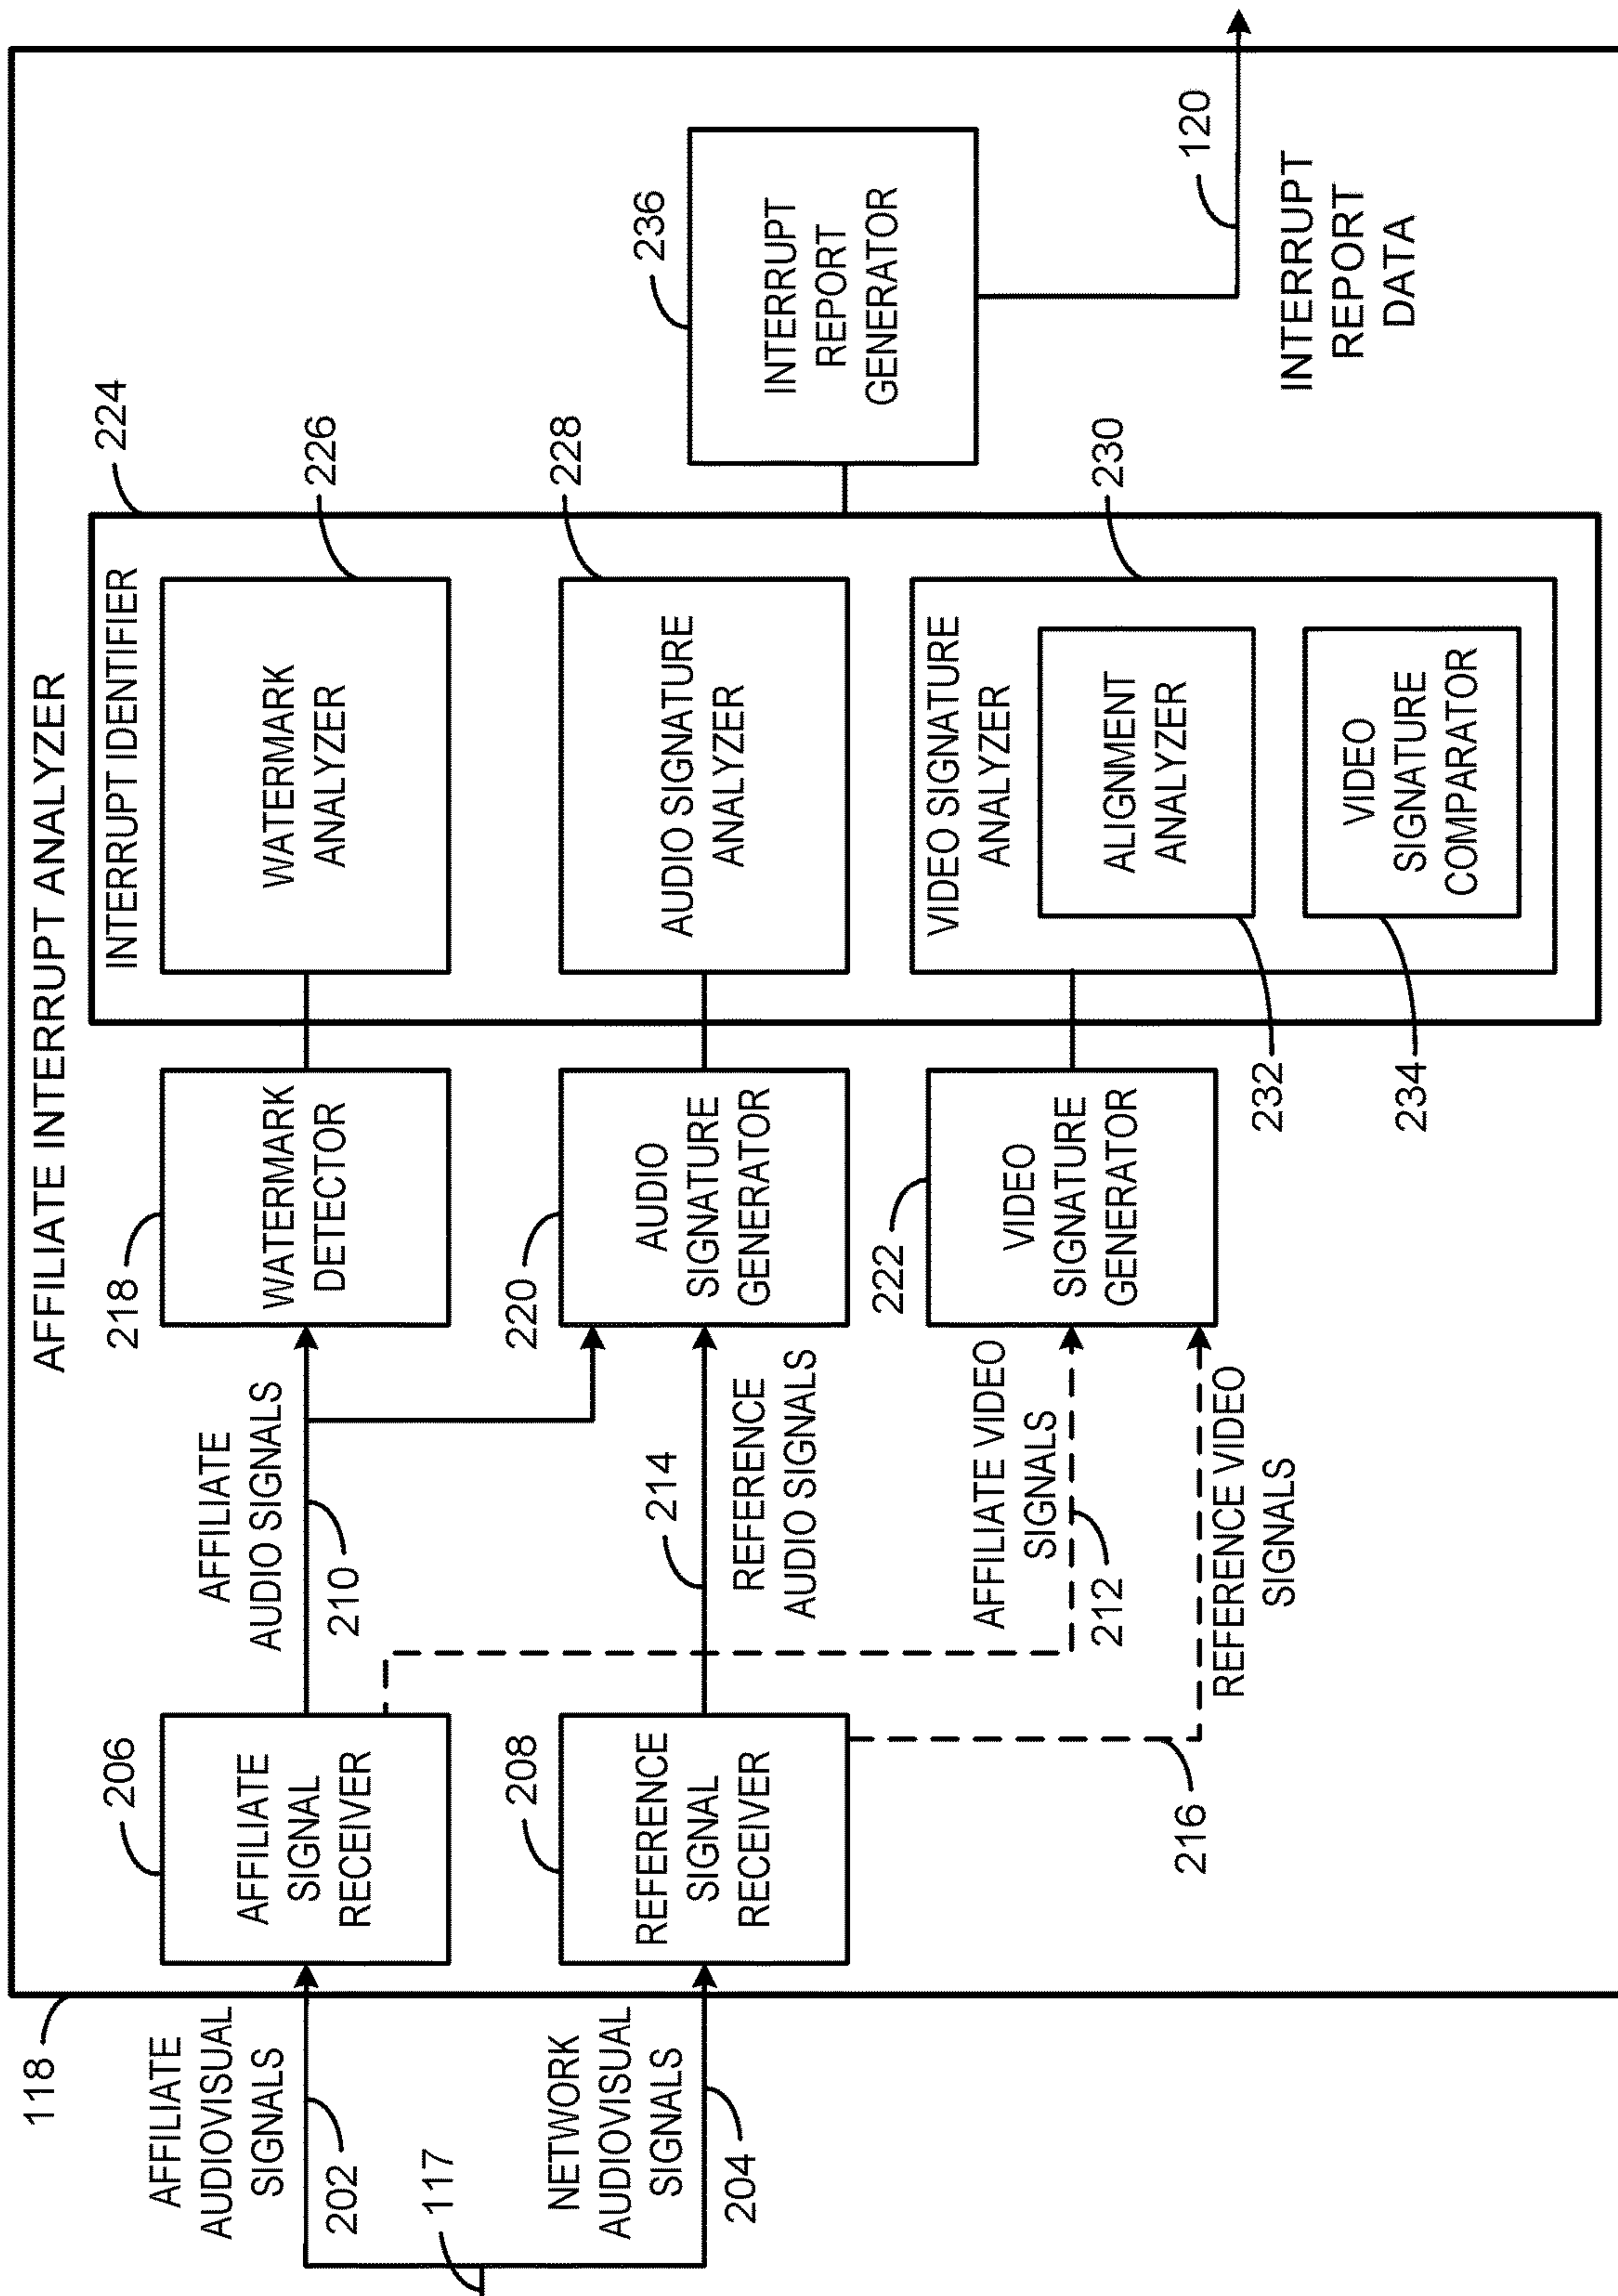 AFFILIATE INTERRUPT ANALYZER
118
AFFILIATE
AUDIOVISUAL
SIGNALS
202
117
NETWORK
AUDIOVISUAL
SIGNALS
204
206
AFFILIATE
SIGNAL
RECEIVER
208
REFERENCE
SIGNAL
RECEIVER
AFFILIATE
AUDIO SIGNALS
210
214
REFERENCE
AUDIO SIGNALS
AFFILIATE VIDEO
SIGNALS
212
216
REFERENCE VIDEO
SIGNALS
218
WATERMARK
DETECTOR
220
AUDIO
SIGNATURE
GENERATOR
222
VIDEO
SIGNATURE
GENERATOR
224
INTERRUPT IDENTIFIER
WATERMARK
ANALYZER
226
AUDIO SIGNATURE
ANALYZER
228
VIDEO SIGNATURE
ANALYZER
230
ALIGNMENT
ANALYZER
232
VIDEO
SIGNATURE
COMPARATOR
234
236
INTERRUPT
REPORT
GENERATOR
120
INTERRUPT
REPORT
DATA